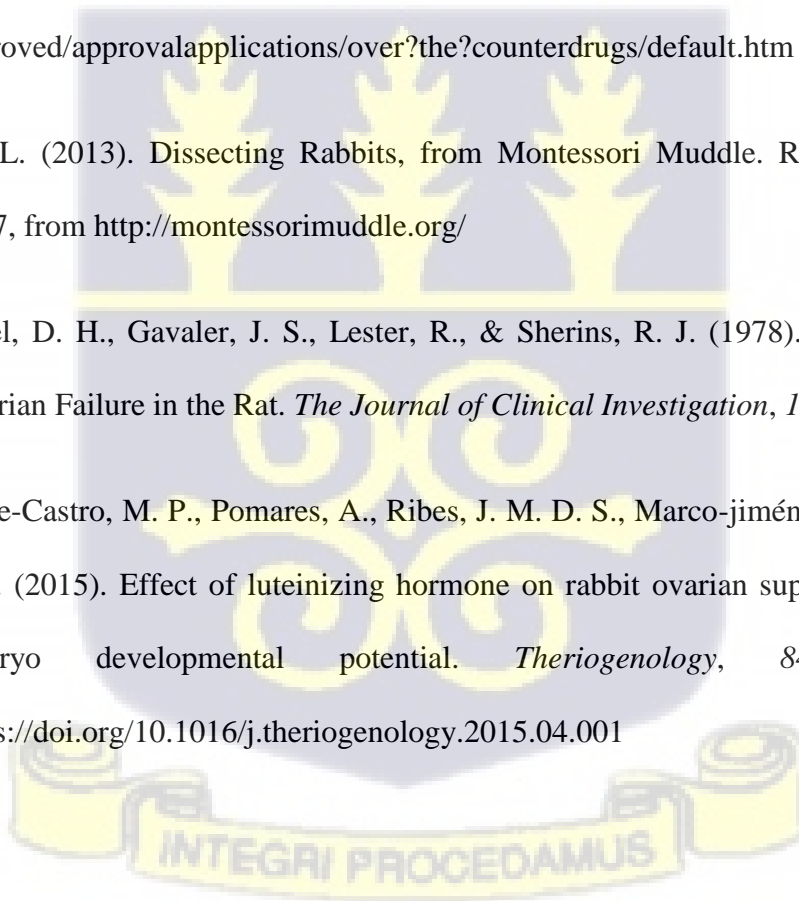 roved/approvalapplications/over?the?counterdrugs/default.htm
L. (2013). Dissecting Rabbits, from Montessori Muddle. R
7, from http://montessorimuddle.org/
el, D. H., Gavaler, J. S., Lester, R., & Sherins, R. J. (1978).
rian Failure in the Rat. The Journal of Clinical Investigation, 1
e-Castro, M. P., Pomares, A., Ribes, J. M. D. S., Marco-jimén
. (2015). Effect of luteinizing hormone on rabbit ovarian sup
ryo developmental potential. Theriogenology, 84
s://doi.org/10.1016/j.theriogenology.2015.04.001
INTEGRI PROCEDAMUS